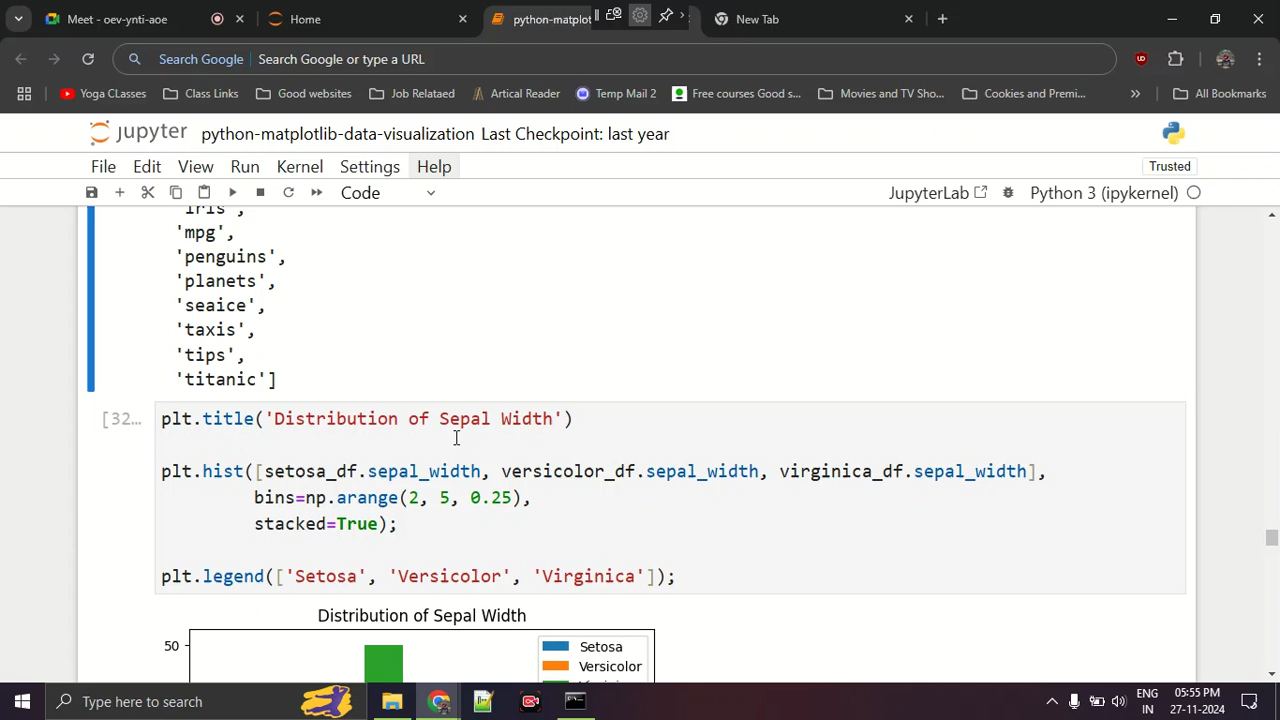 Meet - oev-ynti-aoe
Home
python-matplot
New Tab
Search Google
Search Google or type a URL
Yoga CLasses
Class Links
Good websites
Job Relataed
Artical Reader
Temp Mail 2
Free courses Good s...
Movies and TV Sho...
Cookies and Premi...
All Bookmarks
jupyter
python-matplotlib-data-visualization Last Checkpoint: last year
File Edit View Run Kernel Settings Help
Trusted
Code
JupyterLab
Python 3 (ipykernel)
'iris',
'mpg',
'penguins',
'planets',
'seaice',
'taxis',
'tips',
'titanic']
[32...
plt.title('Distribution of Sepal Width')
plt.hist([setosa_df.sepal_width, versicolor_df.sepal_width, virginica_df.sepal_width],
bins=np.arange(2, 5, 0.25),
stacked=True);
plt.legend(['Setosa', 'Versicolor', 'Virginica']);
Distribution of Sepal Width
50
Setosa
Versicolor
Type here to search
ENG
IN
05:55 PM
27-11-2024